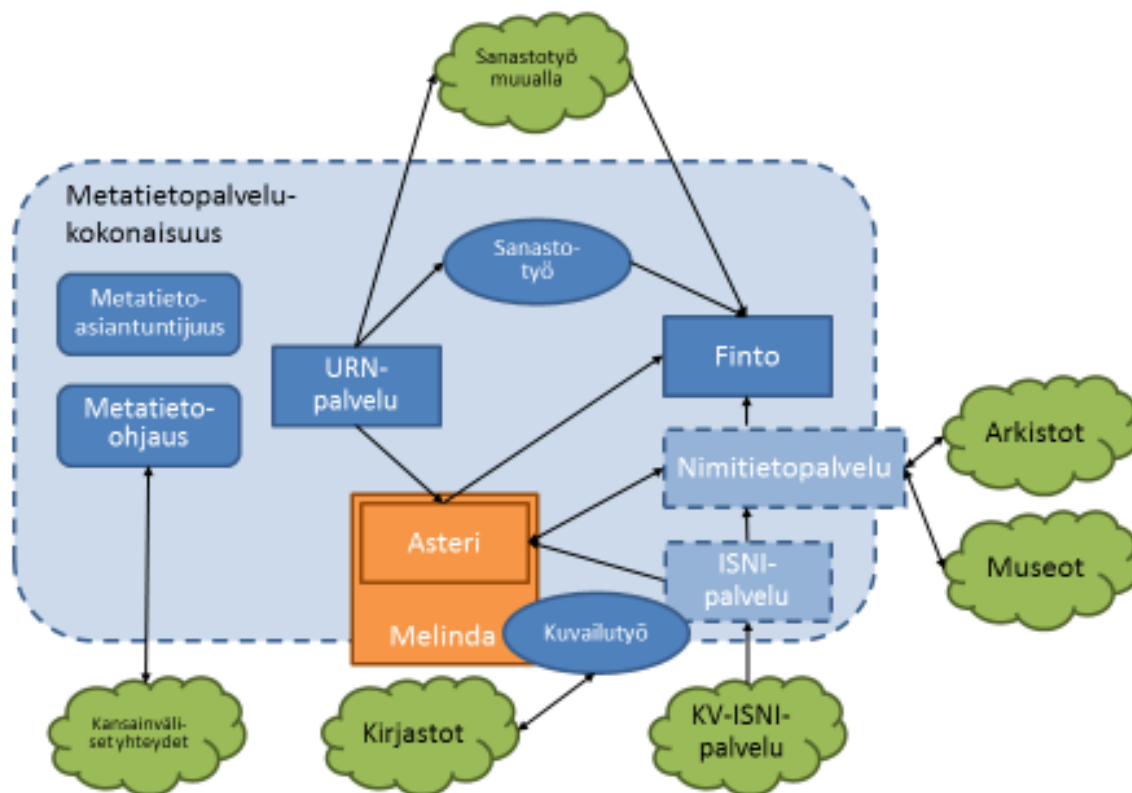 Sanastotyö
muualla
Metatietopalvelu-
kokonaisuus
Sanasto-
työ
Metatieto-
asiantuntijuus
URN-
palvelu
Finto
Metatieto-
ohjaus
Nimitietopalvelu
Arkistot
Asteri
ISNI-
palvelu
Museot
Melinda
Kuvailutyö
Kansainväli-
set yhteydet
Kirjastot
KV-ISNI-
palvelu